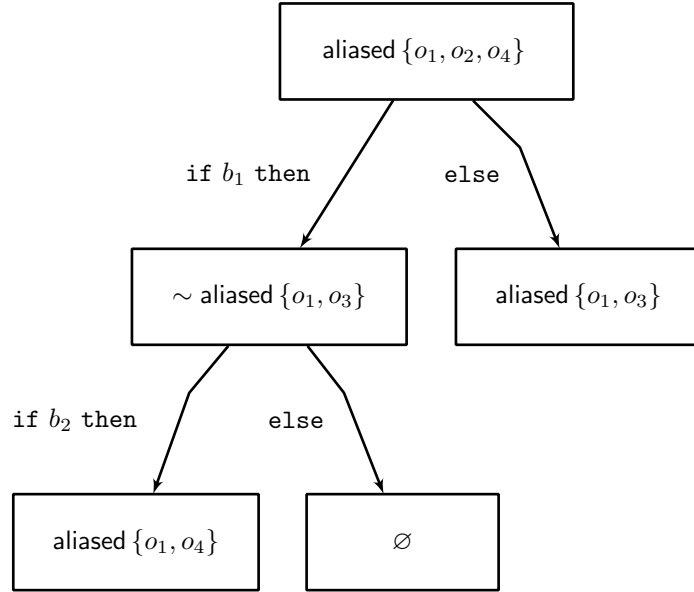 aliased {o₁, o₂, o₄}
if b₁ then
else
∼ aliased {o₁, o₃}
aliased {o₁, o₃}
if b₂ then
else
aliased {o₁, o₄}
∅